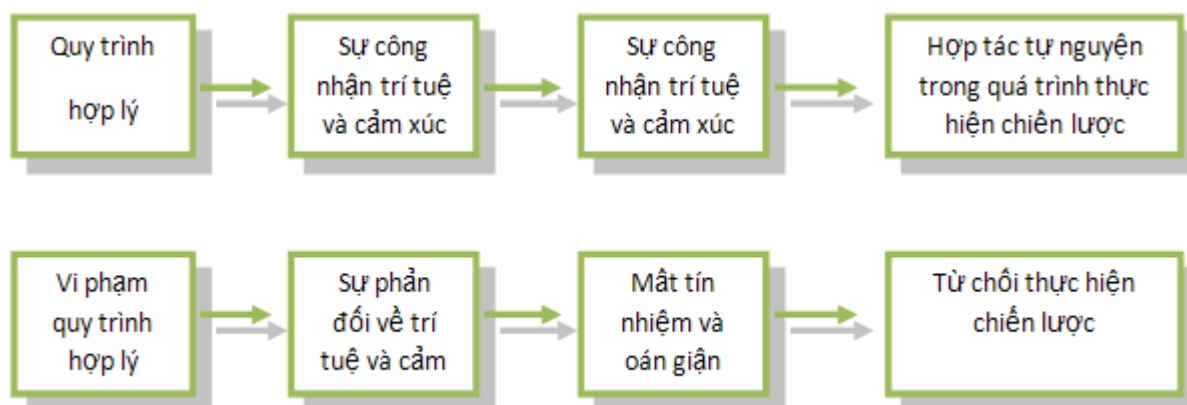 Quy trình
hợp lý
Sự công
nhận trí tuệ
và cảm xúc
Sự công
nhận trí tuệ
và cảm xúc
Hợp tác tự nguyện
trong quá trình thực
hiện chiến lược
Vi phạm
quy trình
hợp lý
Sự phản
đối về trí
tuệ và cảm
Mất tín
nhiệm và
oán giận
Từ chối thực hiện
chiến lược